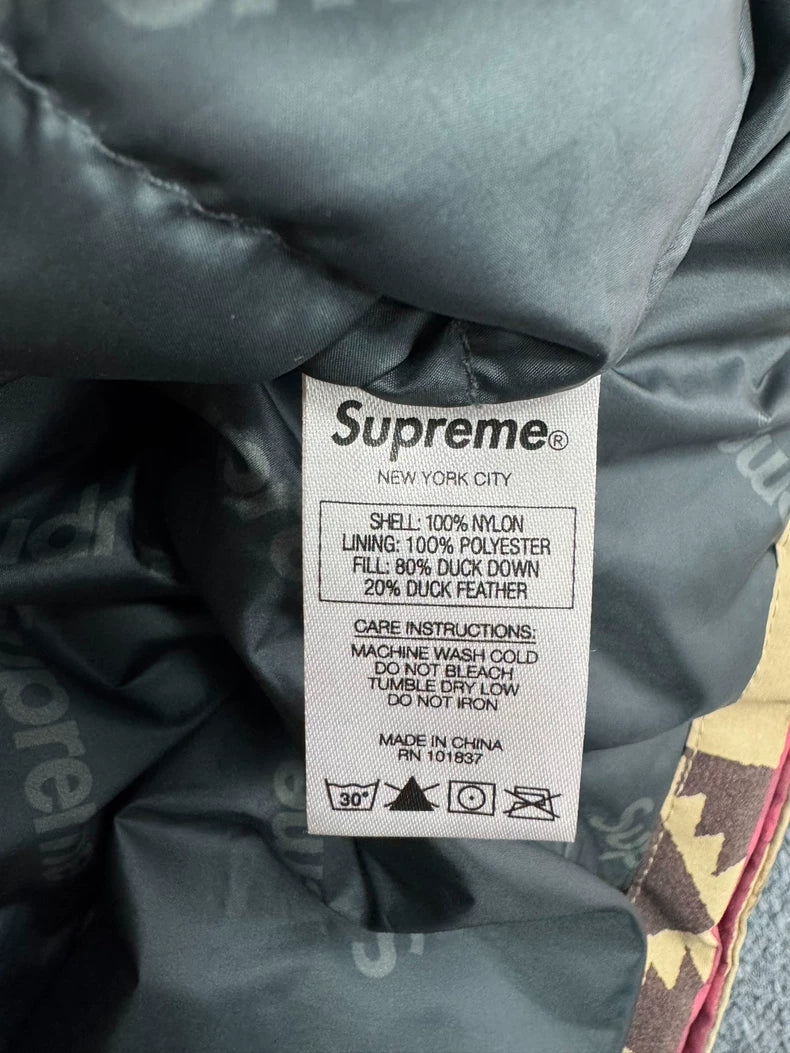 Supreme®
NEW YORK CITY
SHELL: 100% NYLON
LINING: 100% POLYESTER
FILL: 80% DUCK DOWN
20% DUCK FEATHER
CARE INSTRUCTIONS:
MACHINE WASH COLD
DO NOT BLEACH
TUMBLE DRY LOW
DO NOT IRON
MADE IN CHINA
RN 101837
30°